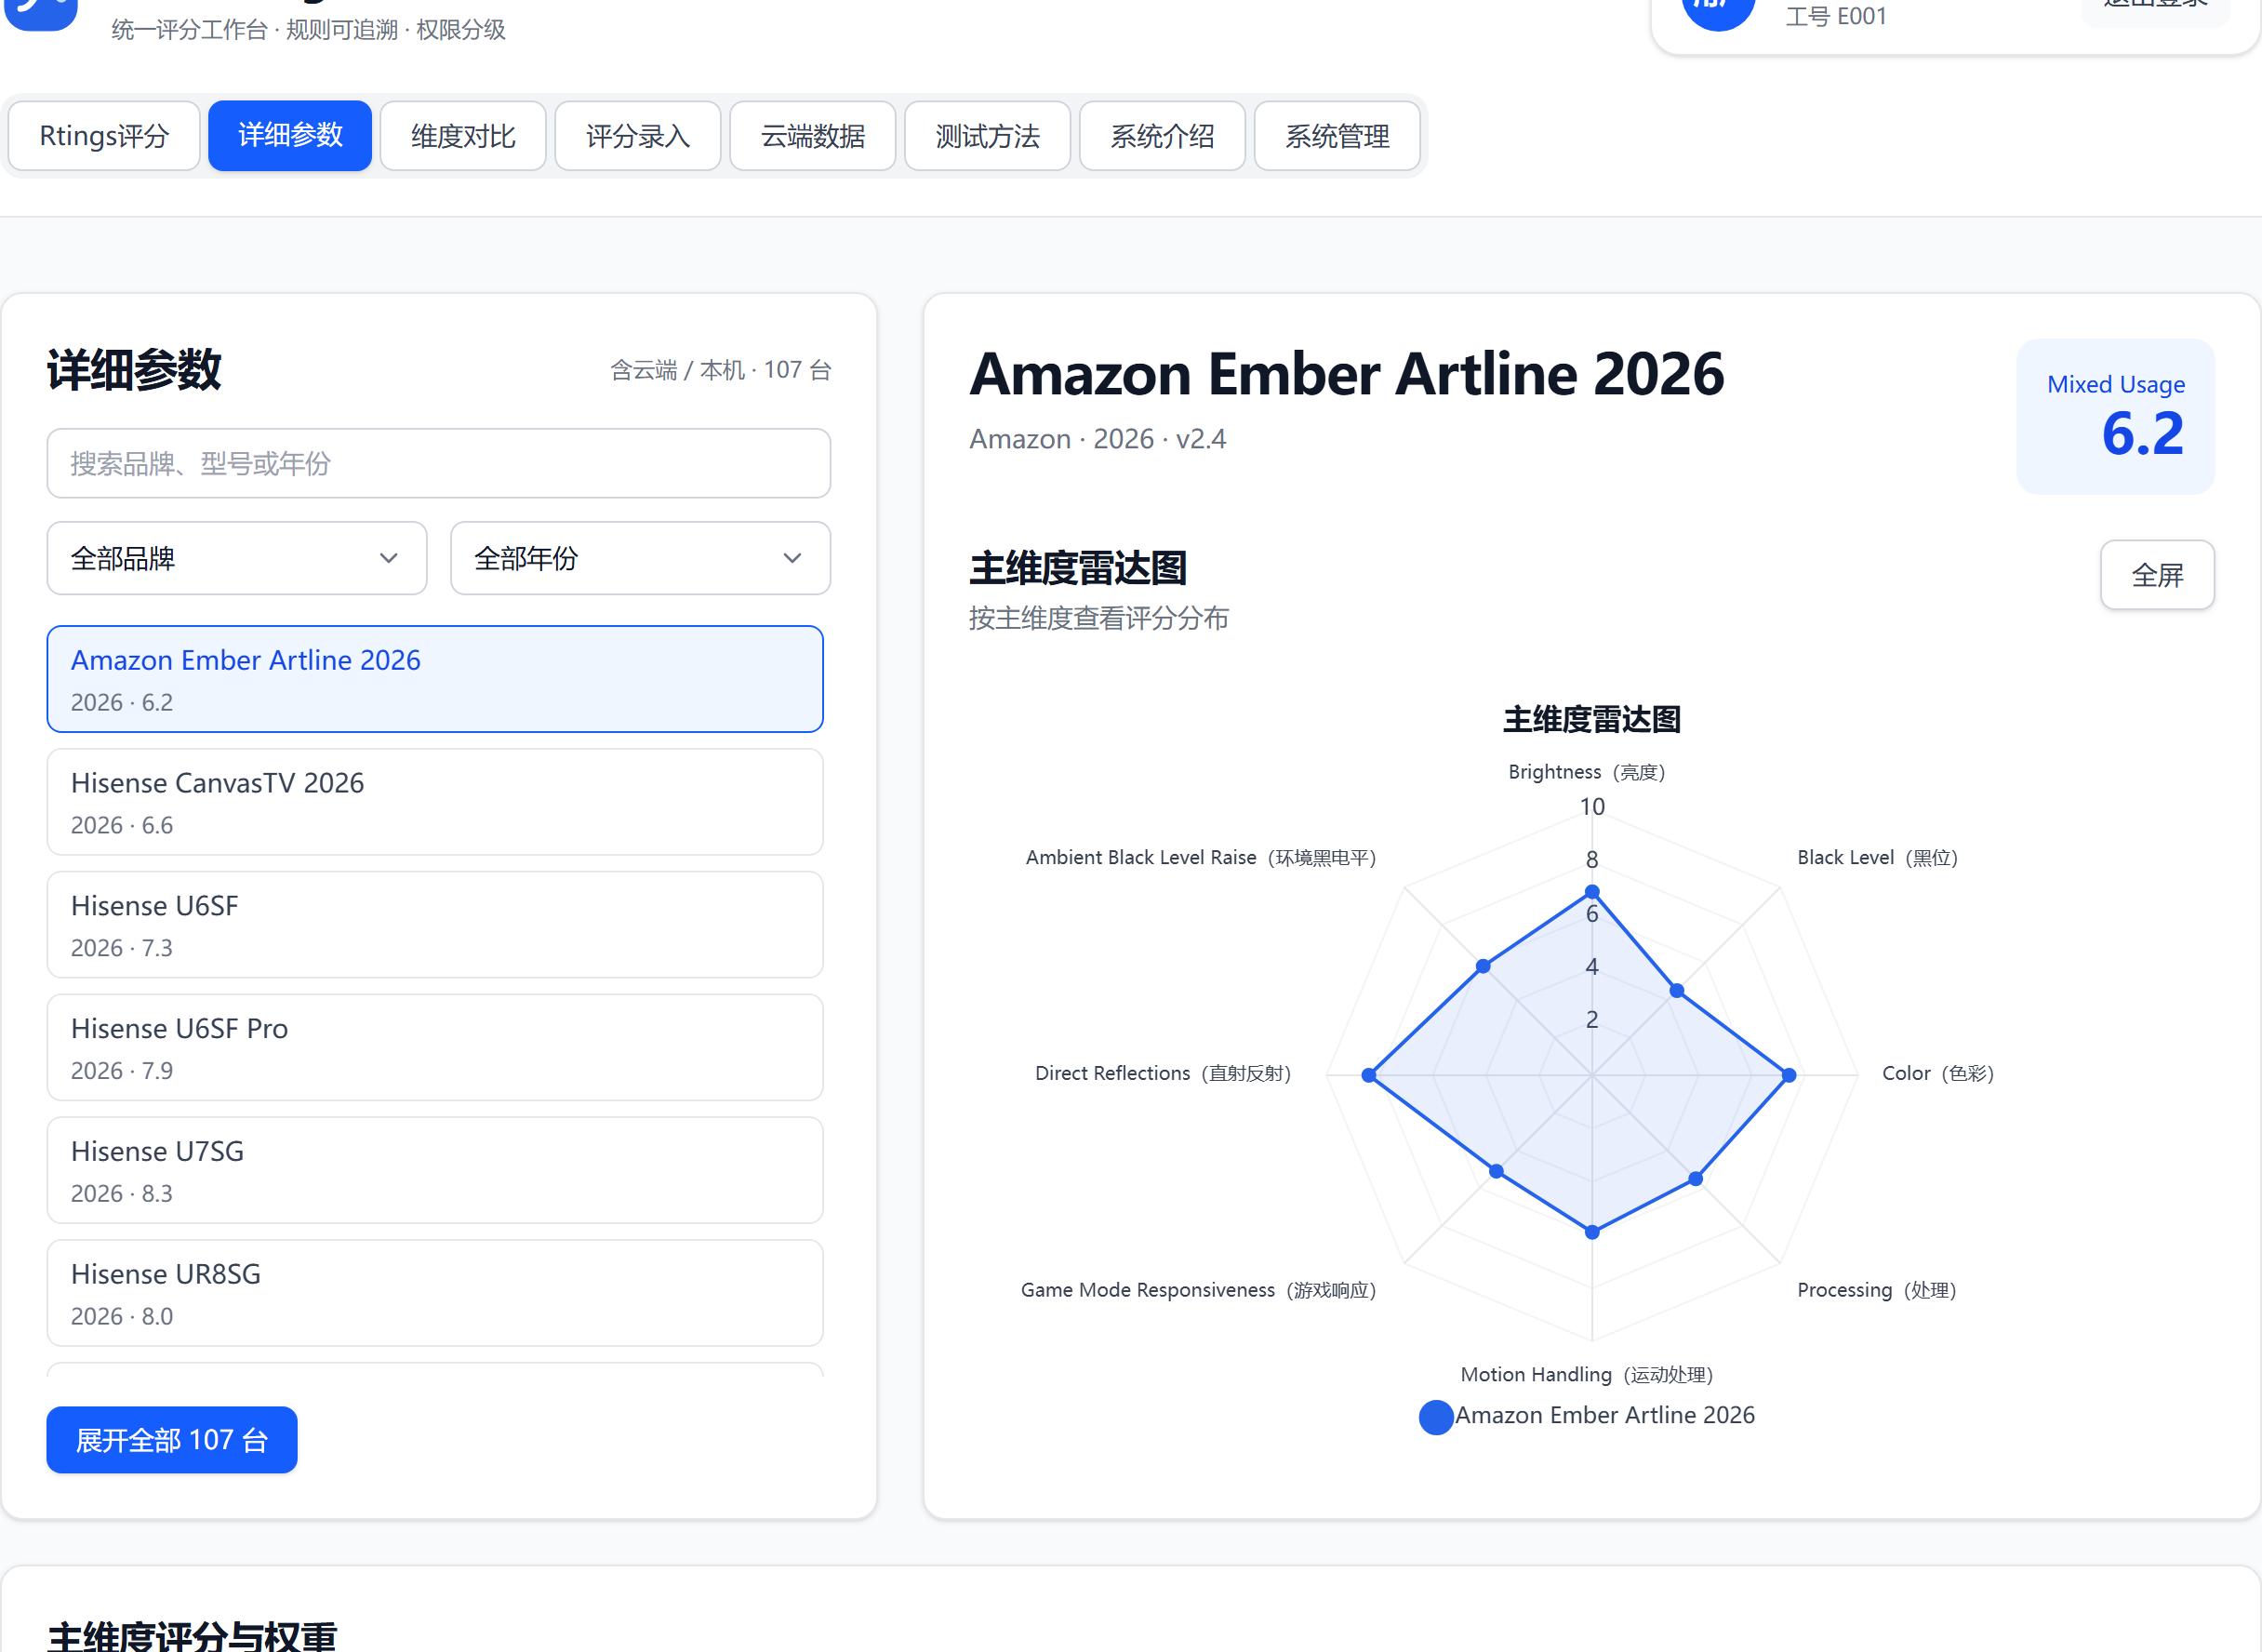 统一评分工作台 · 规则可追溯 · 权限分级
工号 E001
Rtings评分
详细参数
维度对比
评分录入
云端数据
测试方法
系统介绍
系统管理
详细参数
含云端 / 本机 · 107 台
搜索品牌、型号或年份
全部品牌
全部年份
Amazon Ember Artline 2026
2026 · 6.2
Hisense CanvasTV 2026
2026 · 6.6
Hisense U6SF
2026 · 7.3
Hisense U6SF Pro
2026 · 7.9
Hisense U7SG
2026 · 8.3
Hisense UR8SG
2026 · 8.0
展开全部 107 台
Amazon Ember Artline 2026
Amazon · 2026 · v2.4
Mixed Usage
6.2
主维度雷达图
按主维度查看评分分布
全屏
主维度雷达图
Brightness（亮度）
10
8
6
4
2
Ambient Black Level Raise（环境黑电平）
Black Level（黑位）
Direct Reflections（直射反射）
Color（色彩）
Game Mode Responsiveness（游戏响应）
Processing（处理）
Motion Handling（运动处理）
Amazon Ember Artline 2026
主维度评分与权重